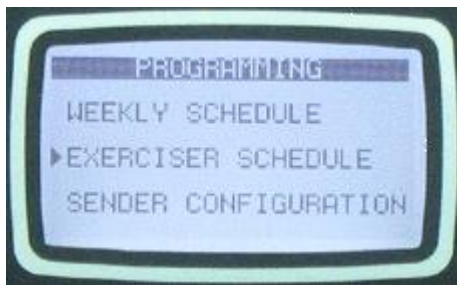 PROGRAMMING
WEEKLY SCHEDULE
▶EXERCISER SCHEDULE
SENDER CONFIGURATION